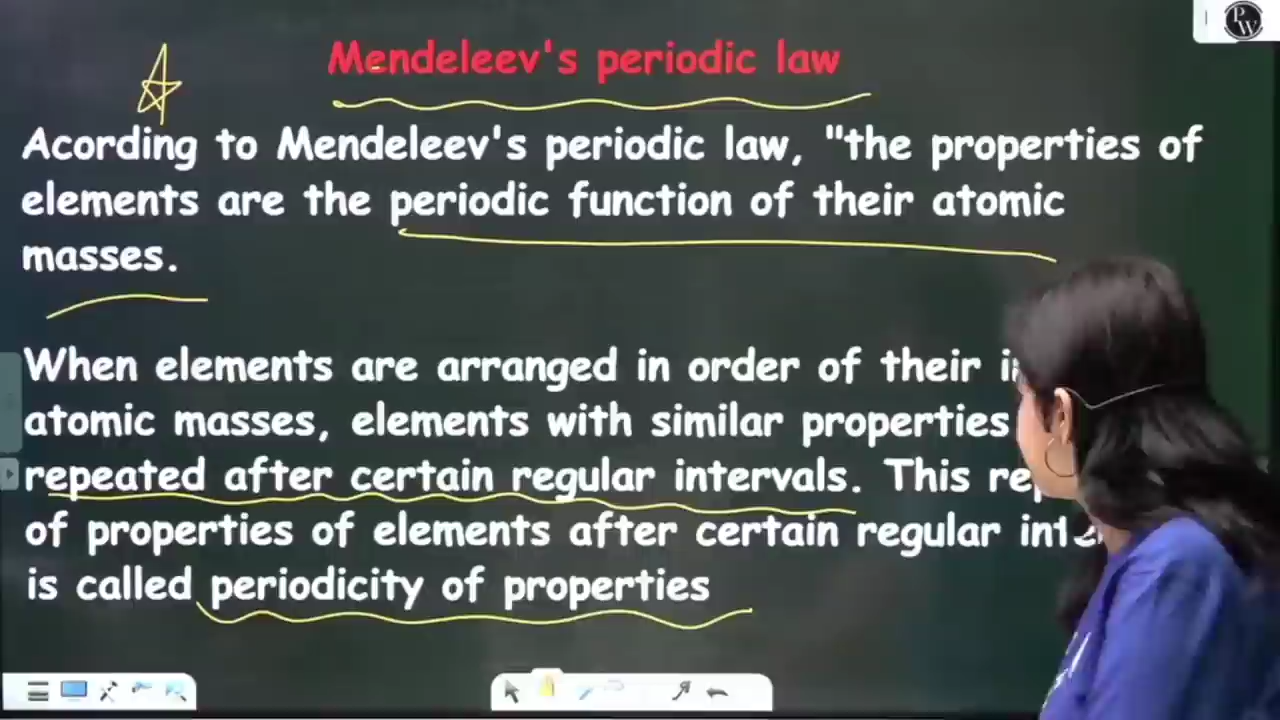 PW
Mendeleev's periodic law
Acording to Mendeleev's periodic law, "the properties of
elements are the periodic function of their atomic
masses.
When elements are arranged in order of their
atomic masses, elements with similar properties
repeated after certain regular intervals. This
of properties of elements after certain regular
is called periodicity of properties